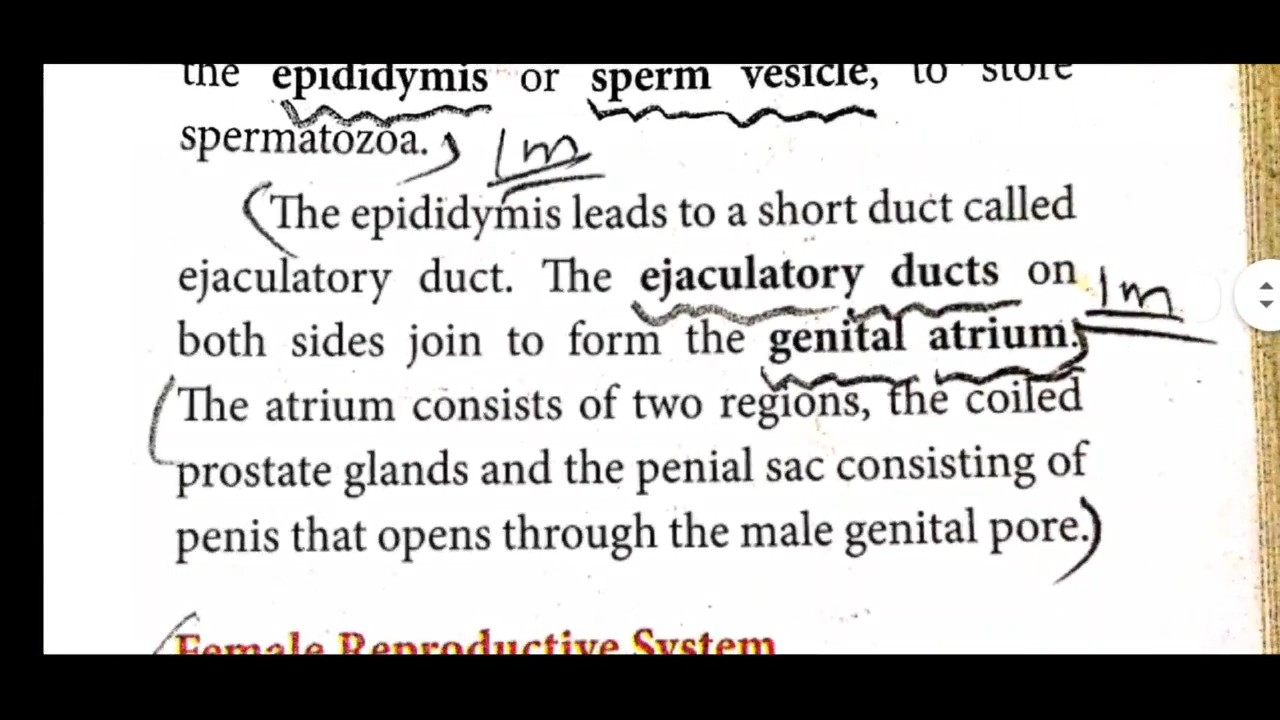 the epididymis or sperm vesicle, to store
spermatozoa. 1m
The epididymis leads to a short duct called
ejaculatory duct. The ejaculatory ducts on 1m
both sides join to form the genital atrium.
The atrium consists of two regions, the coiled
prostate glands and the penial sac consisting of
penis that opens through the male genital pore.
Female Reproductive System